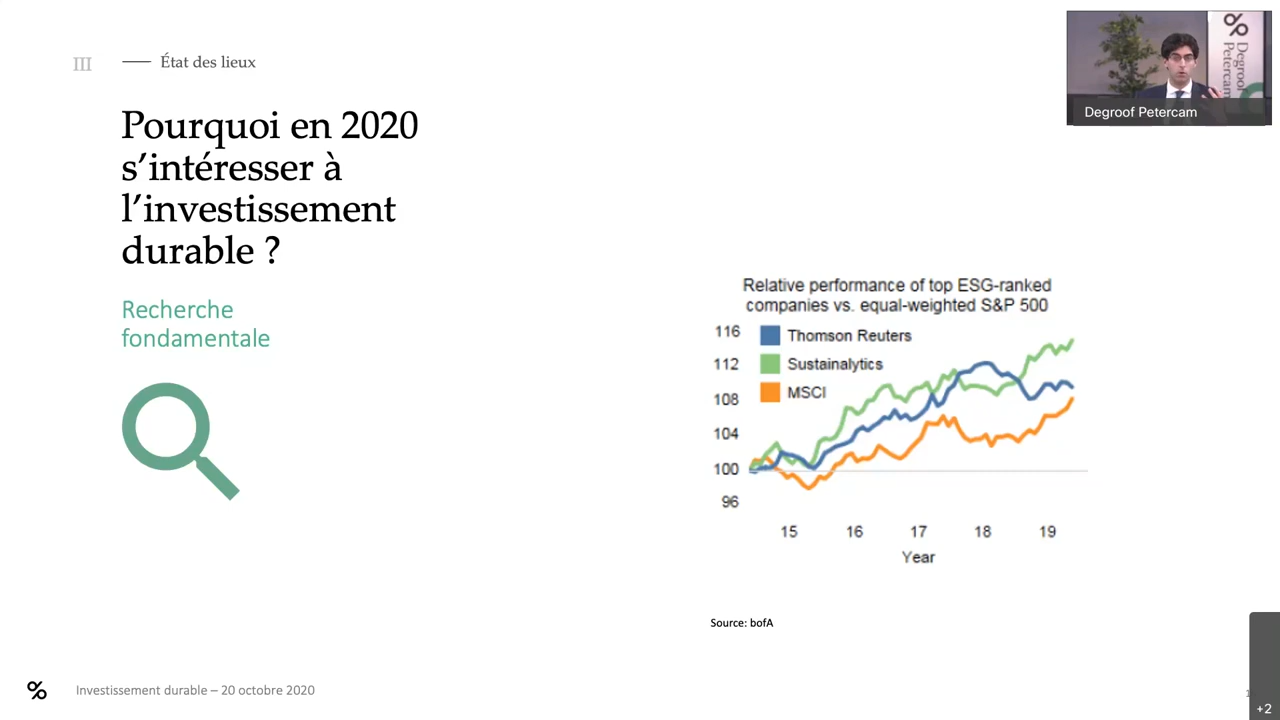 III
État des lieux
Pourquoi en 2020
s’intéresser à
l’investissement
durable ?
Recherche
fondamentale
Degroof
Petercam
Degroof Petercam
Relative performance of top ESG-ranked
companies vs. equal-weighted S&P 500
116
112
108
104
100
96
Thomson Reuters
Sustainalytics
MSCI
15 16 17 18 19
Year
Source: bofA
Investissement durable – 20 octobre 2020
+2